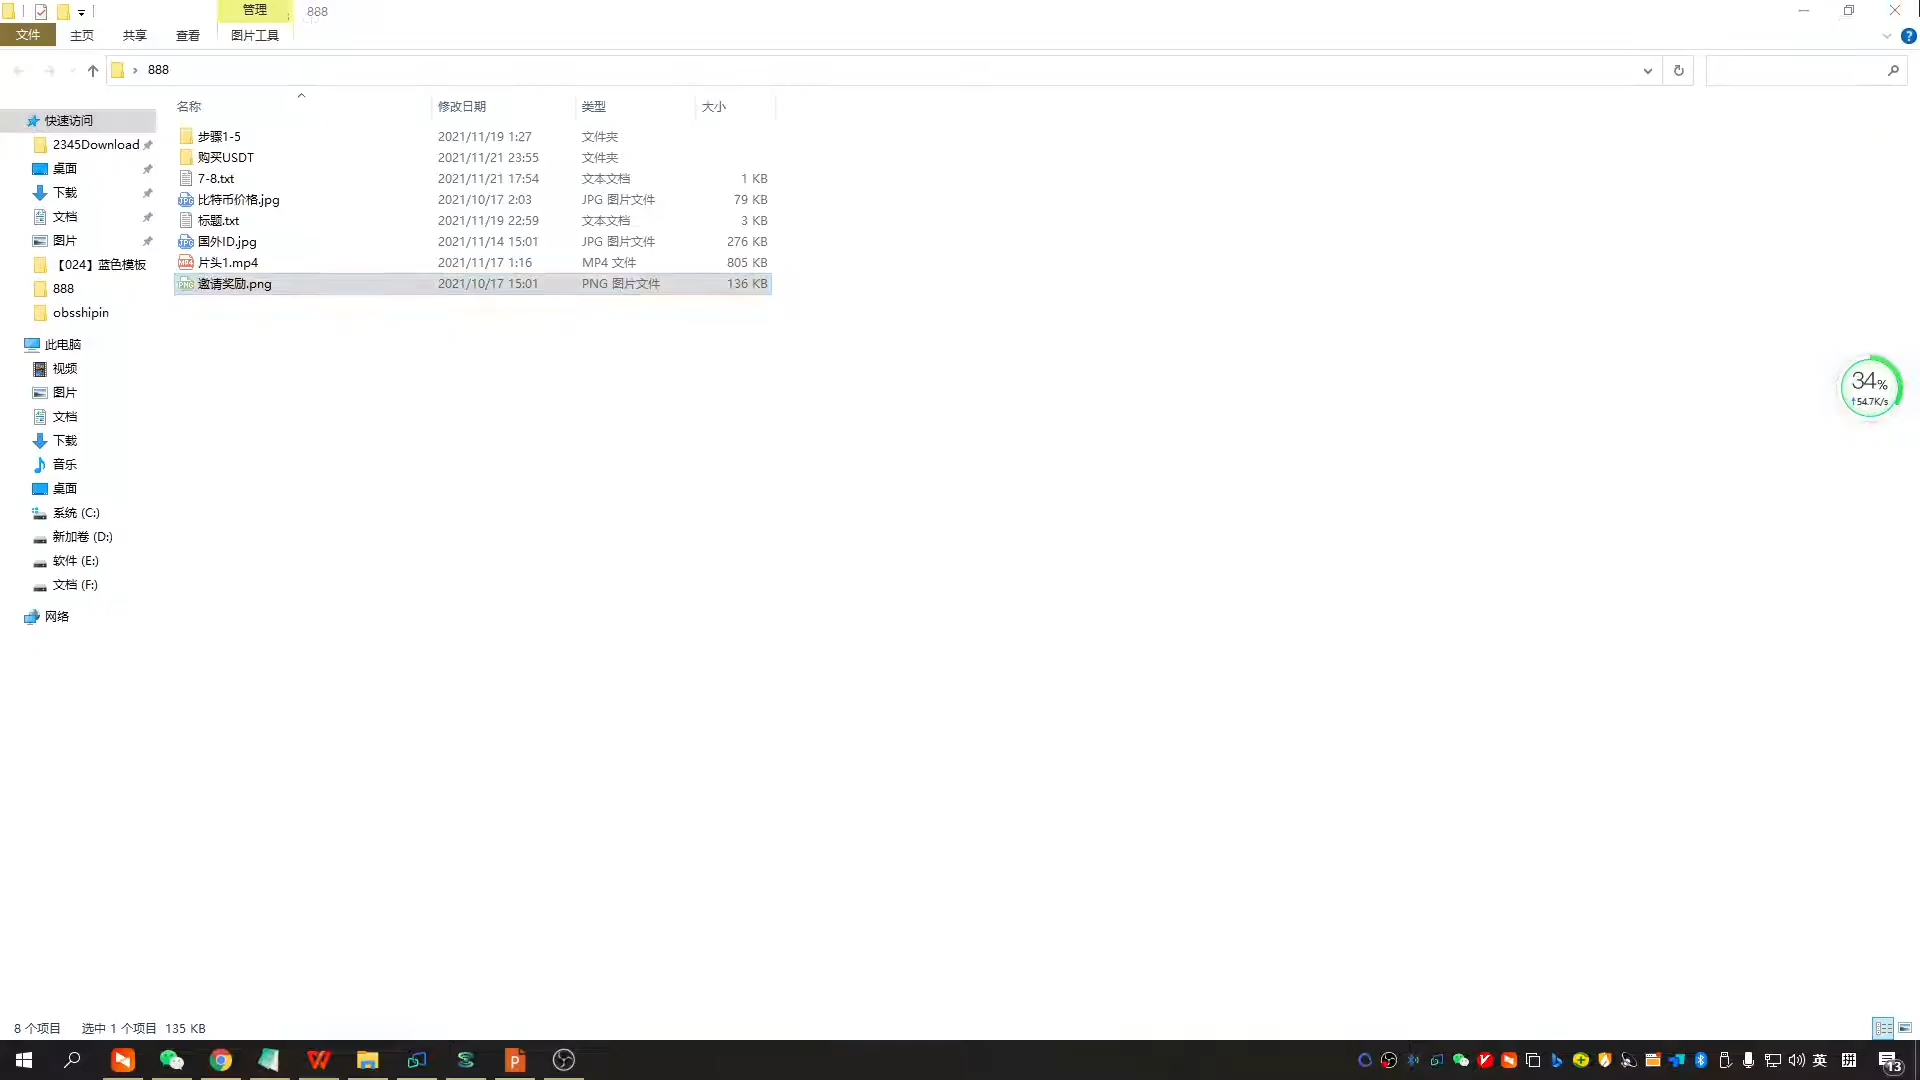 管理
888
文件
主页
共享
查看
图片工具
888
名称
修改日期
类型
大小
快速访问
2345Download
桌面
下载
文档
图片
【024】蓝色模板
888
obsshipin
此电脑
视频
图片
文档
下载
音乐
桌面
系统 (C:)
新加卷 (D:)
软件 (E:)
文档 (F:)
网络
步骤1-5 2021/11/19 1:27 文件夹
购买USDT 2021/11/21 23:55 文件夹
7-8.txt 2021/11/21 17:54 文本文档 1 KB
比特币价格.jpg 2021/10/17 2:03 JPG 图片文件 79 KB
标题.txt 2021/11/19 22:59 文本文档 3 KB
国外ID.jpg 2021/11/14 15:01 JPG 图片文件 276 KB
片头1.mp4 2021/11/17 1:16 MP4 文件 805 KB
邀请奖励.png 2021/10/17 15:01 PNG 图片文件 136 KB
34%
↑54.7K/s
8 个项目 选中 1 个项目 135 KB
英
拼
13